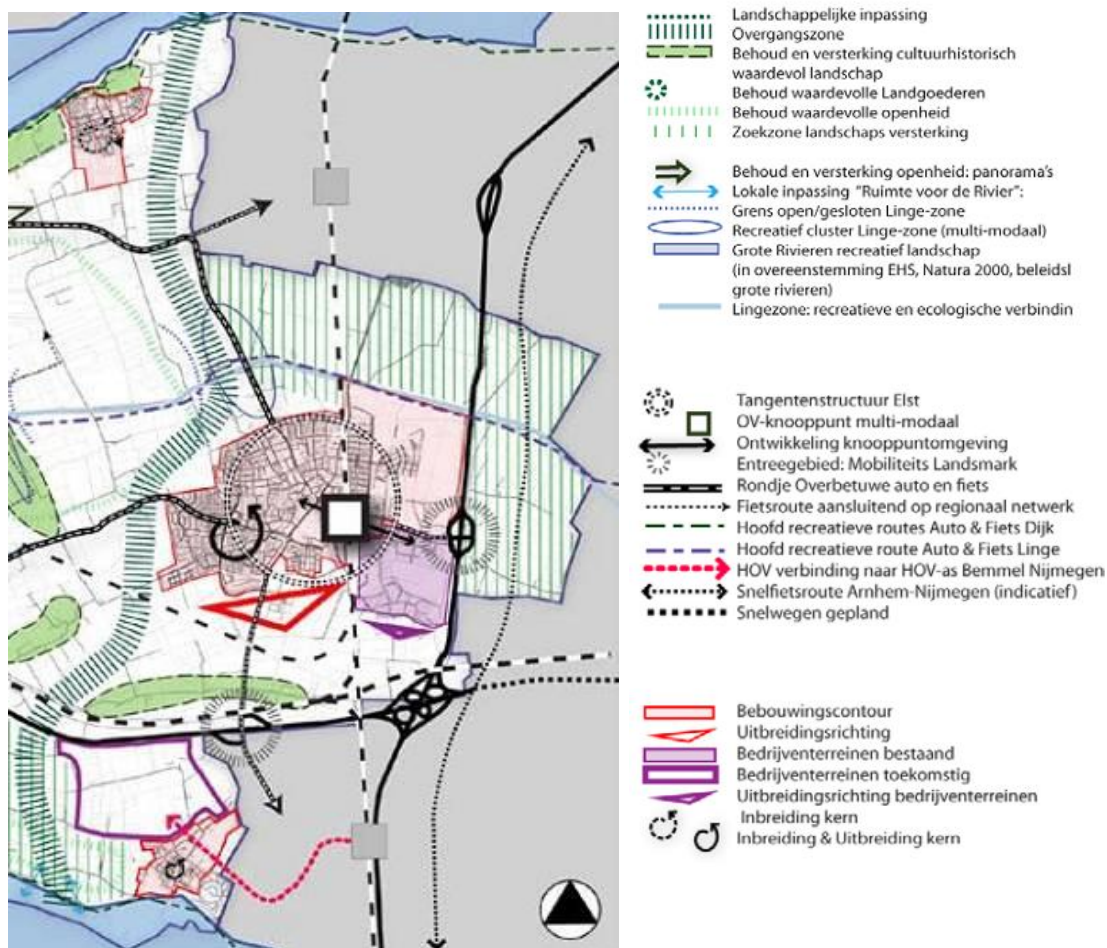 Landschappelijke inpassing
Overgangszone
Behoud en versterking cultuurhistorisch
waardevol landschap
Behoud waardevolle Landgoederen
Behoud waardevolle openheid
Zoekzone landschaps versterking
Behoud en versterking openheid: panorama's
Lokale inpassing "Ruimte voor de Rivier":
Grens open/gesloten Linge-zone
Recreatief cluster Linge-zone (multi-modaal)
Grote Rivieren recreatief landschap
(in overeenstemming EHS, Natura 2000, beleidsl
grote rivieren)
Lingezone: recreatieve en ecologische verbindin
Tangentenstructuur Elst
OV-knooppunt multi-modaal
Ontwikkeling knooppuntomgeving
Entreegebied: Mobiliteits Landsmark
Rondje Overbetuwe auto en fiets
Fietsroute aansluitend op regionaal netwerk
Hoofd recreatieve routes Auto & Fiets Dijk
Hoofd recreatieve route Auto & Fiets Linge
HOV verbinding naar HOV-as Bemmel Nijmegen
Snelfietsroute Arnhem-Nijmegen (indicatief)
Snelwegen gepland
Bebouwingscontour
Uitbreidingsrichting
Bedrijventerreinen bestaand
Bedrijventerreinen toekomstig
Uitbreidingsrichting bedrijventerreinen
Inbreiding kern
Inbreiding & Uitbreiding kern